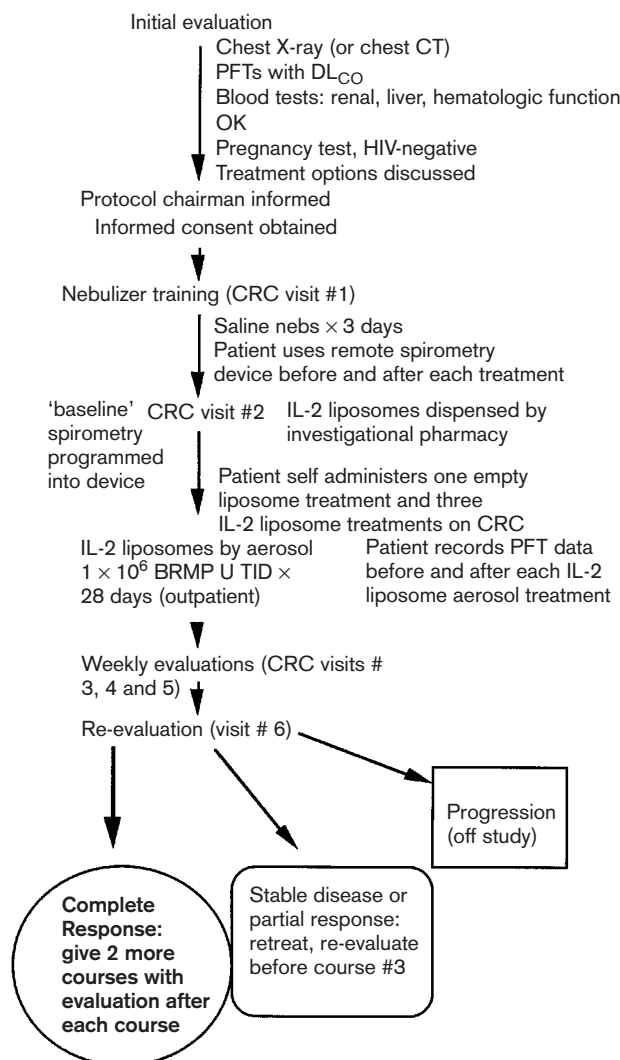 Initial evaluation
Chest X-ray (or chest CT)
PFTs with DLCO
Blood tests: renal, liver, hematologic function
OK
Pregnancy test, HIV-negative
Treatment options discussed
Protocol chairman informed
Informed consent obtained
Nebulizer training (CRC visit #1)
Saline nebs × 3 days
Patient uses remote spirometry
device before and after each treatment
'baseline'
spirometry
programmed
into device
CRC visit #2
IL-2 liposomes dispensed by
investigational pharmacy
Patient self administers one empty
liposome treatment and three
IL-2 liposome treatments on CRC
IL-2 liposomes by aerosol
1 × 10⁶ BRMP U TID ×
28 days (outpatient)
Patient records PFT data
before and after each IL-2
liposome aerosol treatment
Weekly evaluations (CRC visits #
3, 4 and 5)
Re-evaluation (visit # 6)
Progression
(off study)
Stable disease or
partial response:
retreat, re-evaluate
before course #3
Complete
Response:
give 2 more
courses with
evaluation after
each course